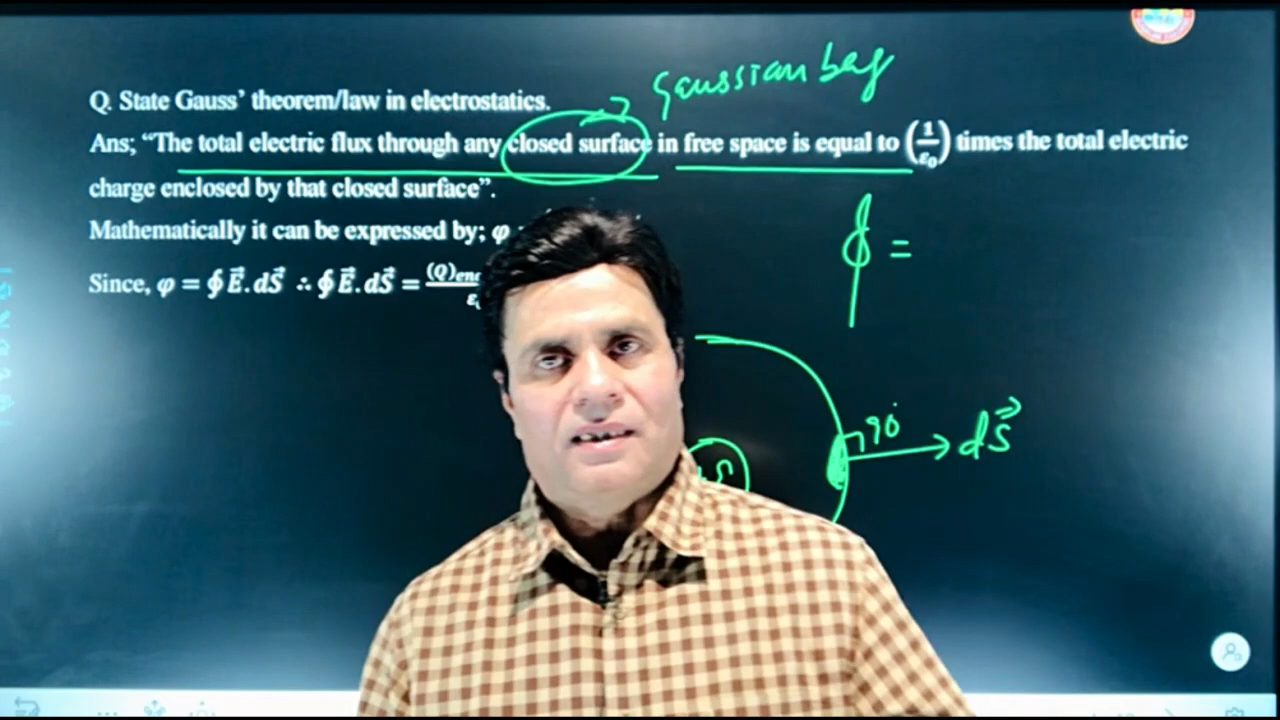 Gaussian bag
Q. State Gauss' theorem/law in electrostatics.
Ans; “The total electric flux through any closed surface in free space is equal to (1/ε₀) times the total electric
charge enclosed by that closed surface”.
Mathematically it can be expressed by; φ
Since, φ = ∮E⃗.dS⃗ ∴ ∮E⃗.dS⃗ = (Q)enc
ϕ =
90°
dS⃗